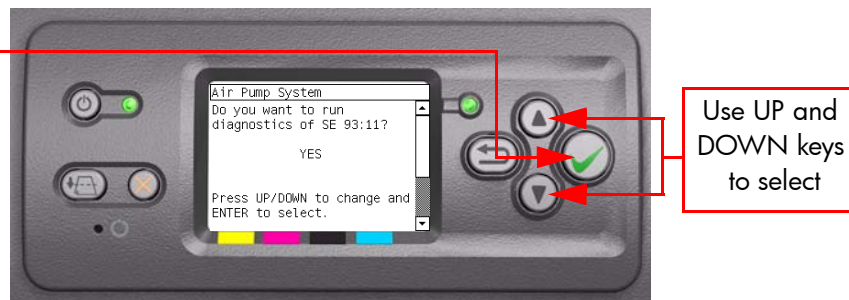 Air Pump System
Do you want to run
diagnostics of SE 93:11?
YES
Press UP/DOWN to change and
ENTER to select.
Use UP and
DOWN keys
to select